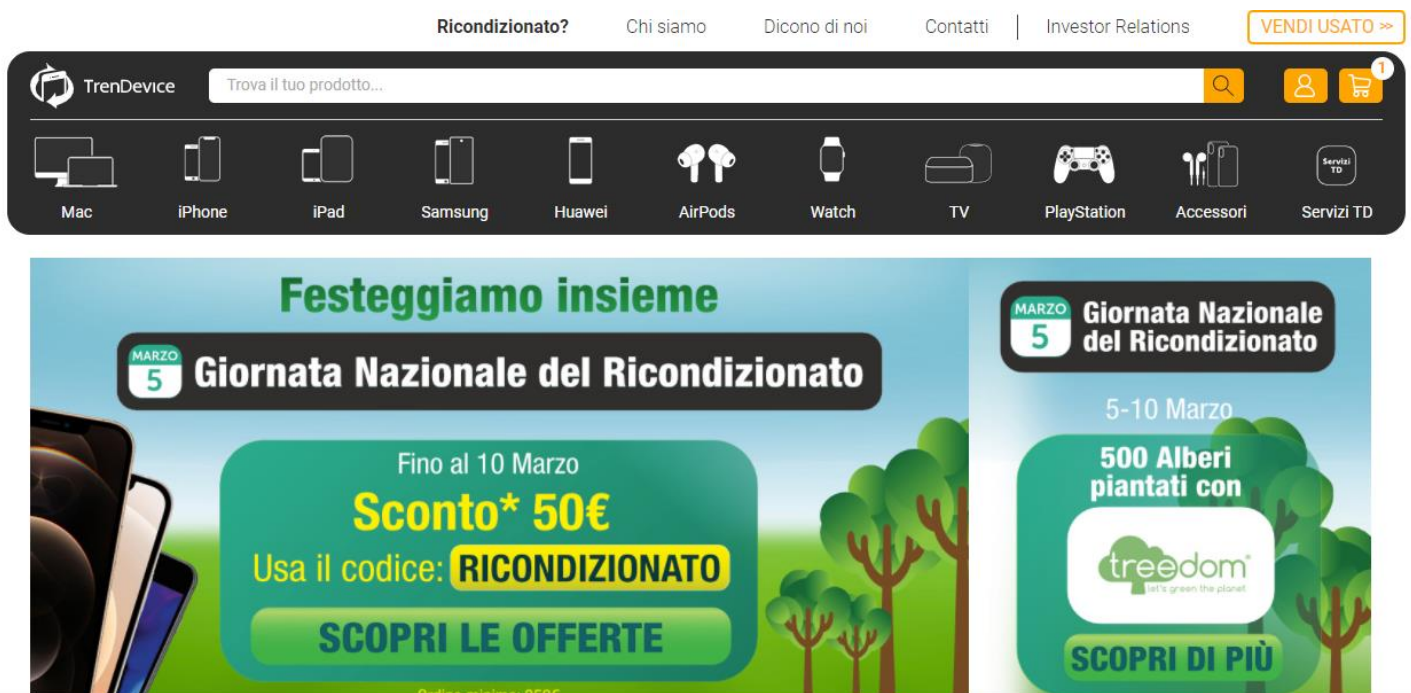 Ricondizionato?
Chi siamo
Dicono di noi
Contatti
Investor Relations
VENDI USATO >>
TrenDevice
Trova il tuo prodotto...
1
Mac
iPhone
iPad
Samsung
Huawei
AirPods
Watch
TV
PlayStation
Accessori
Servizi TD
Servizi TD
Festeggiamo insieme
MARZO
5
Giornata Nazionale del Ricondizionato
Fino al 10 Marzo
Sconto* 50€
Usa il codice: RICONDIZIONATO
SCOPRI LE OFFERTE
MARZO
5
Giornata Nazionale
del Ricondizionato
5-10 Marzo
500 Alberi
piantati con
treedom®
let's green the planet
SCOPRI DI PIÙ